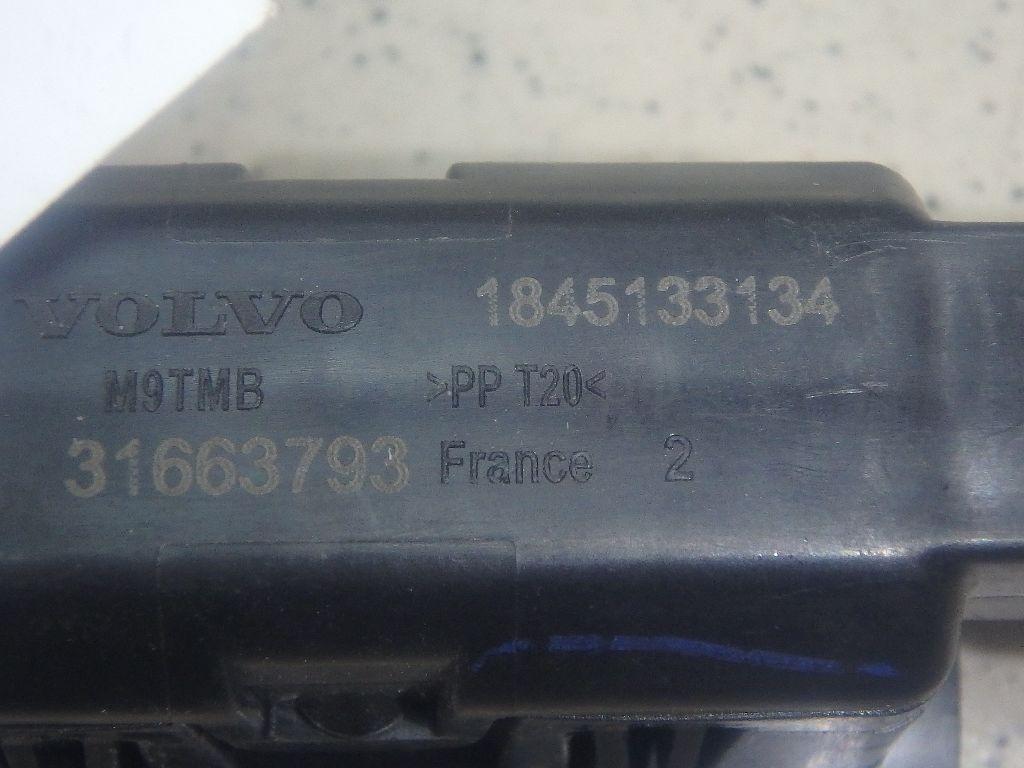 VOLVO 1845133134
M9TMB >PP T20<
31663793 France 2